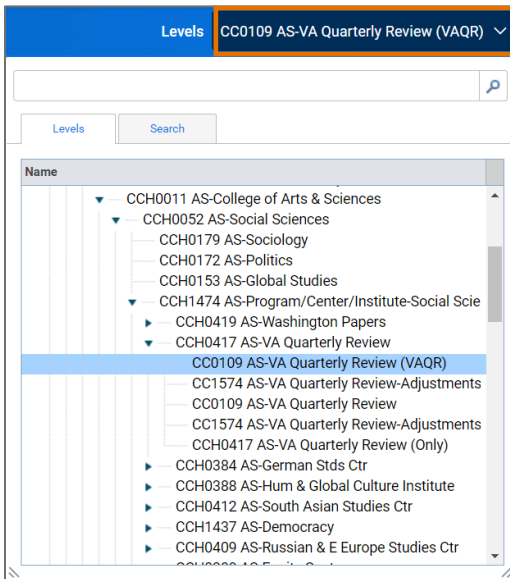 Levels CC0109 AS-VA Quarterly Review (VAQR)
Levels Search
Name
CCH0011 AS-College of Arts & Sciences
CCH0052 AS-Social Sciences
CCH0179 AS-Sociology
CCH0172 AS-Politics
CCH0153 AS-Global Studies
CCH1474 AS-Program/Center/Institute-Social Scie
CCH0419 AS-Washington Papers
CCH0417 AS-VA Quarterly Review
CC0109 AS-VA Quarterly Review (VAQR)
CC1574 AS-VA Quarterly Review-Adjustments
CC0109 AS-VA Quarterly Review
CC1574 AS-VA Quarterly Review-Adjustments
CCH0417 AS-VA Quarterly Review (Only)
CCH0384 AS-German Stds Ctr
CCH0388 AS-Hum & Global Culture Institute
CCH0412 AS-South Asian Studies Ctr
CCH1437 AS-Democracy
CCH0409 AS-Russian & E Europe Studies Ctr